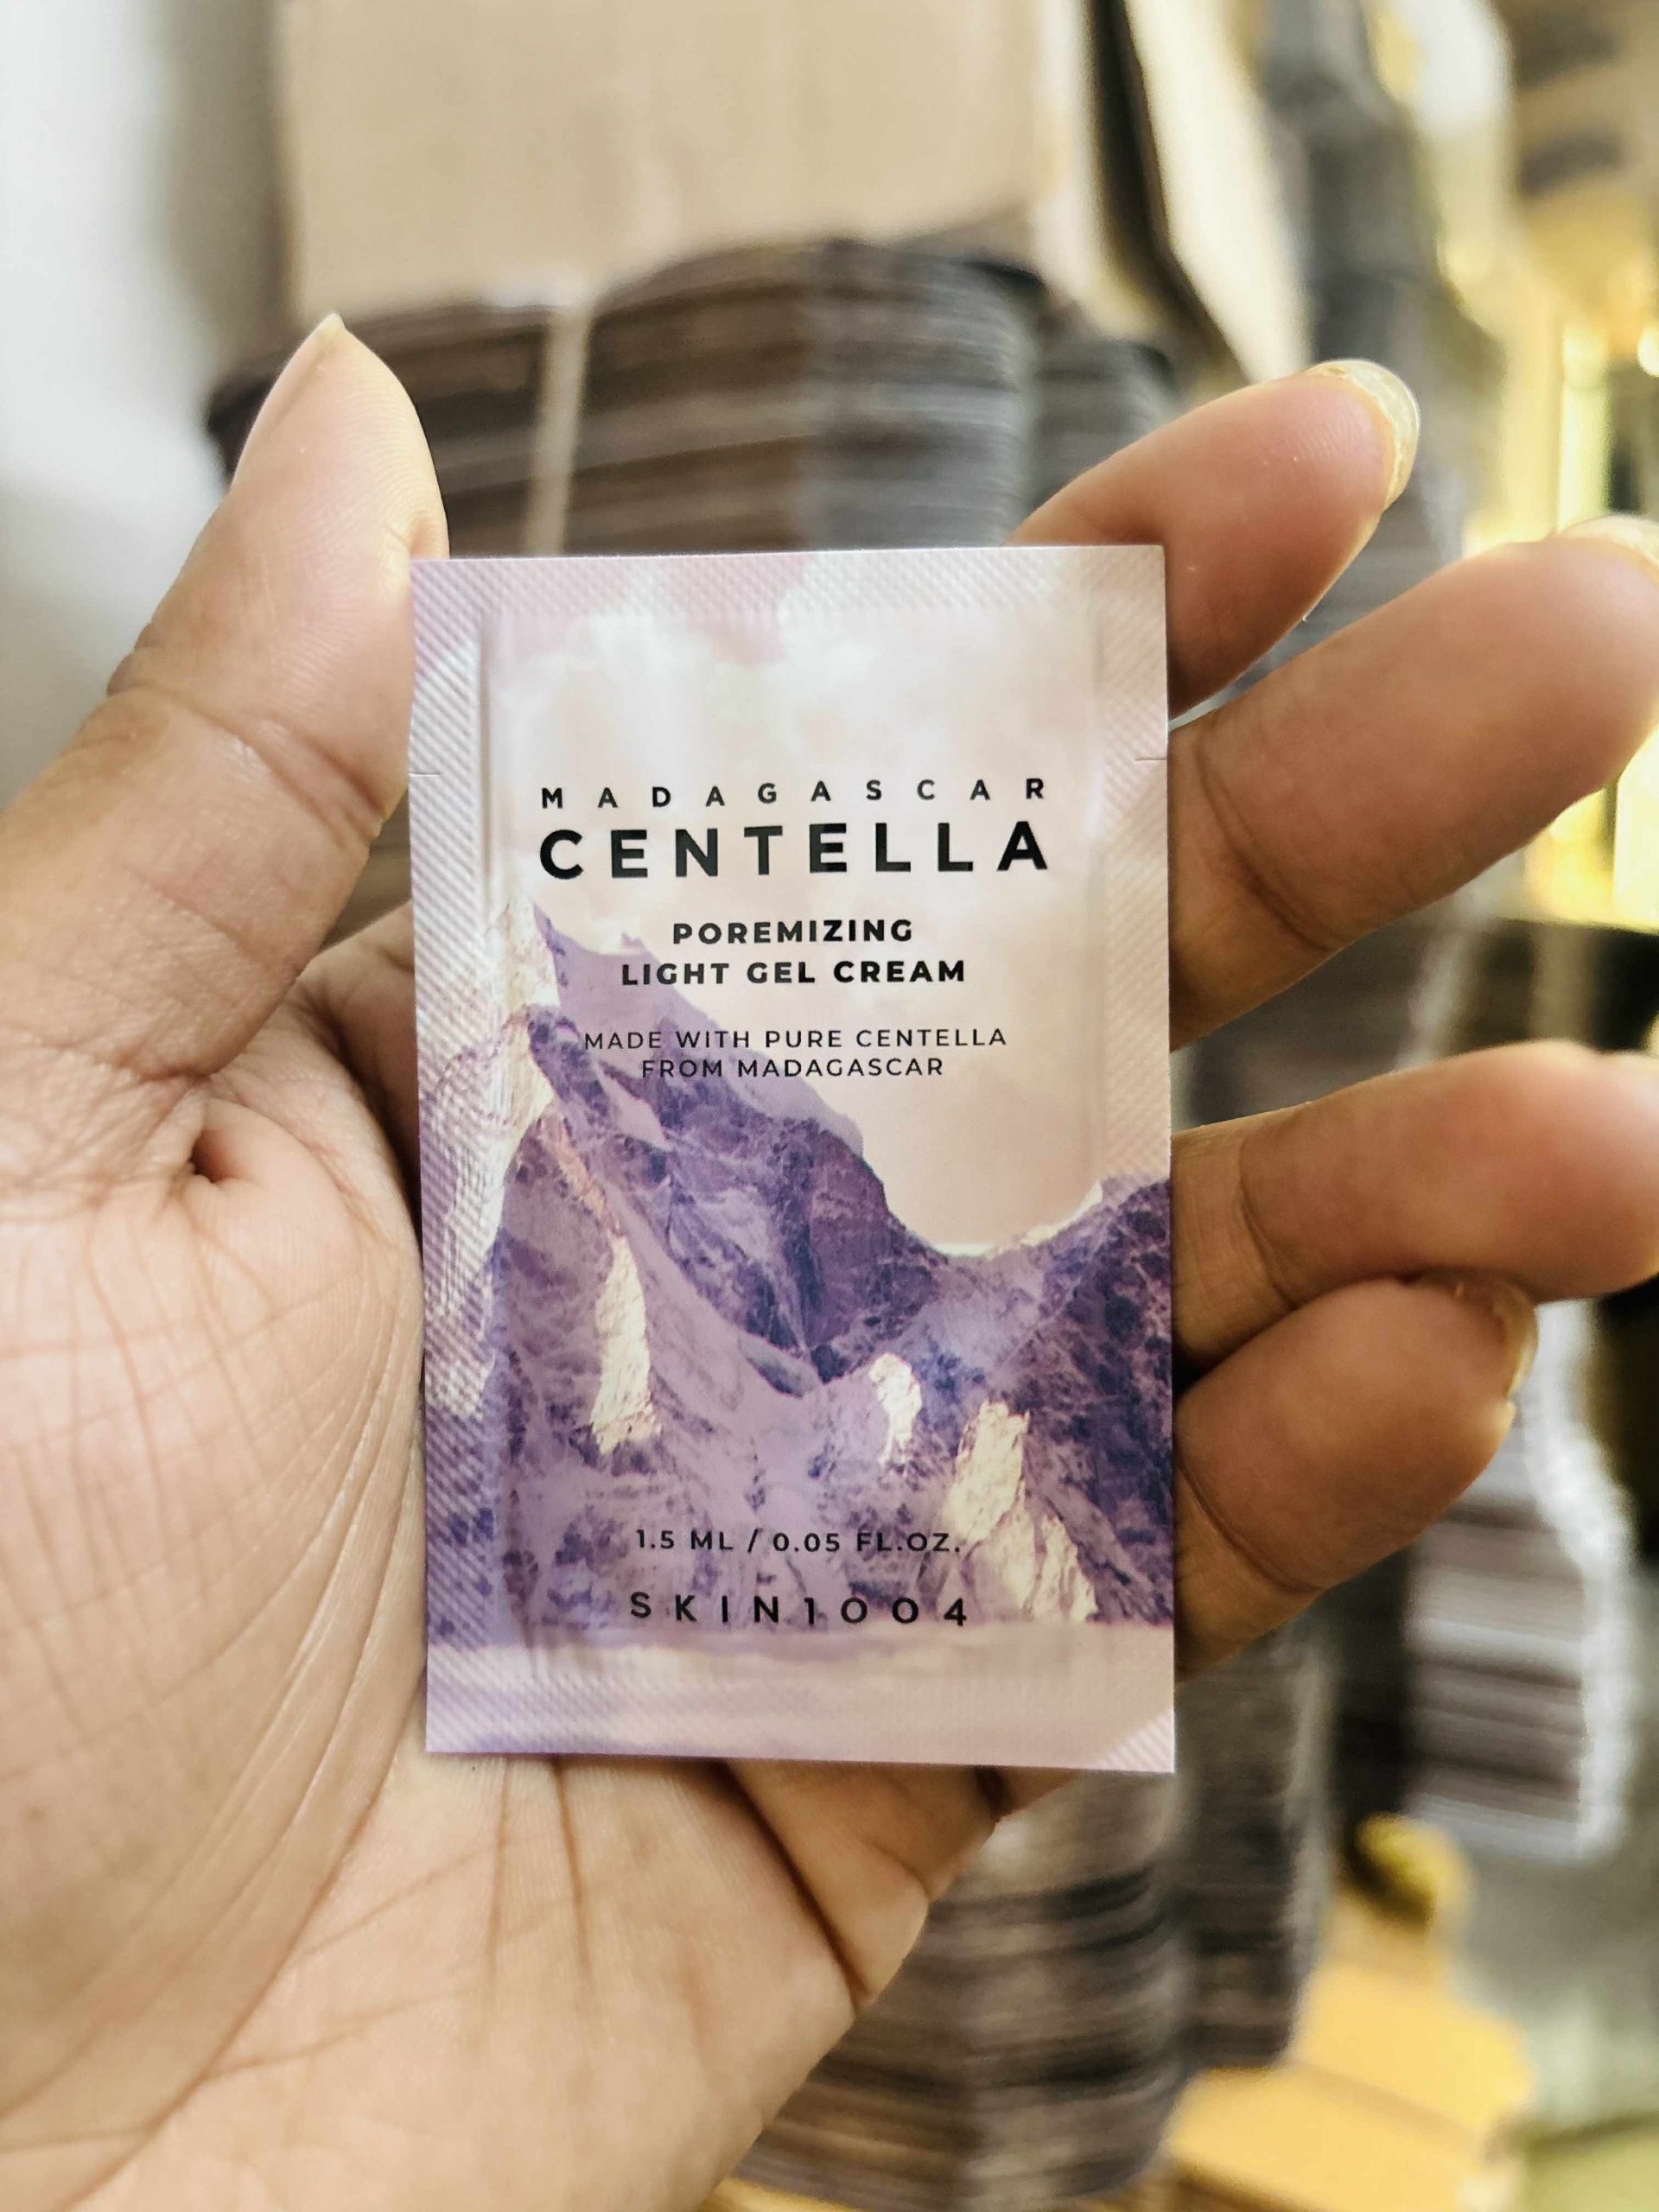 MADAGASCAR
CENTELLA
POREMIZING
LIGHT GEL CREAM
MADE WITH PURE CENTELLA
FROM MADAGASCAR
1.5 ML / 0.05 FL.OZ.
SKIN1004